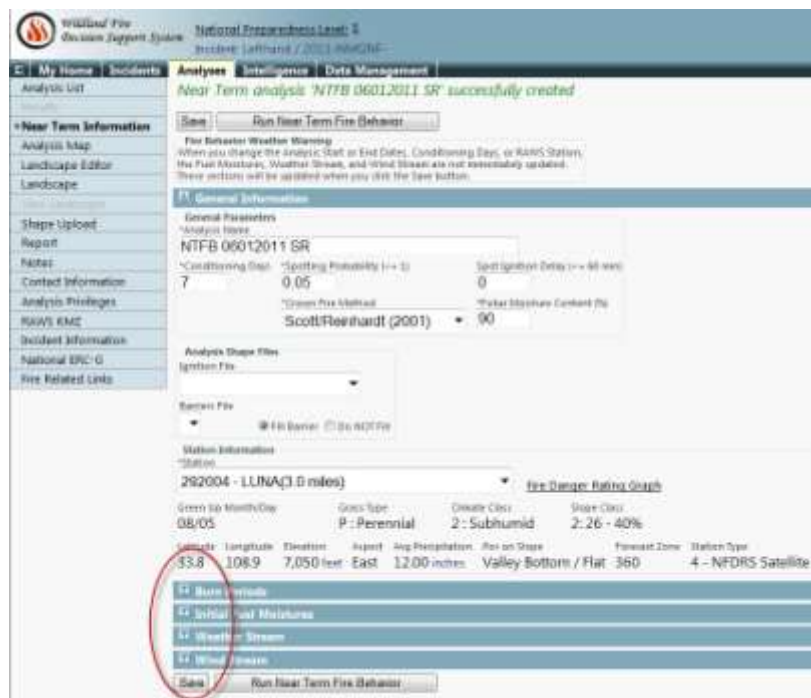 Wildland Fire
Decision Support System
National Preparedness Level: 1
Incident: Lefthand / 2011-NMGNF-
My Home Incidents Analyses Intelligence Data Management
Analysis List
Near Term Information
Analysis Map
Landscape Editor
Landscape
Shape Upload
Report
Notes
Contact Information
Analysis Privileges
RAWS KMZ
Incident Information
National ERC-G
Fire Related Links
Near Term analysis 'NTFB 06012011 SR' successfully created
Save Run Near Term Fire Behavior
Fire Behavior Weather Warning
When you change the Analysis Start or End Dates, Conditioning Days, or RAWS Station,
the Fuel Moistures, Weather Stream, and Wind Stream are not immediately updated.
These sections will be updated when you click the Save button.
General Information
General Parameters
*Analysis Name
NTFB 06012011 SR
*Conditioning Days *Spotting Probability (<= 1) Spot Ignition Delay (<= 60 min)
7 0.05 0
*Crown Fire Method *Foliar Moisture Content (%)
Scott/Reinhardt (2001) 90
Analysis Shape Files
Ignition File
Barriers File
Fill Barrier Do NOT Fill
Station Information
*Station
292004 - LUNA(3.0 miles) Fire Danger Rating Graph
Green Up Month/Day Grass Type Climate Class Slope Class
08/05 P : Perennial 2 : Subhumid 2: 26 - 40%
Latitude Longitude Elevation Aspect Avg Precipitation Pos on Slope Forecast Zone Station Type
33.8 108.9 7,050 feet East 12.00 inches Valley Bottom / Flat 360 4 - NFDRS Satellite
Burn Periods
Initial Fuel Moistures
Weather Stream
Wind Stream
Save Run Near Term Fire Behavior